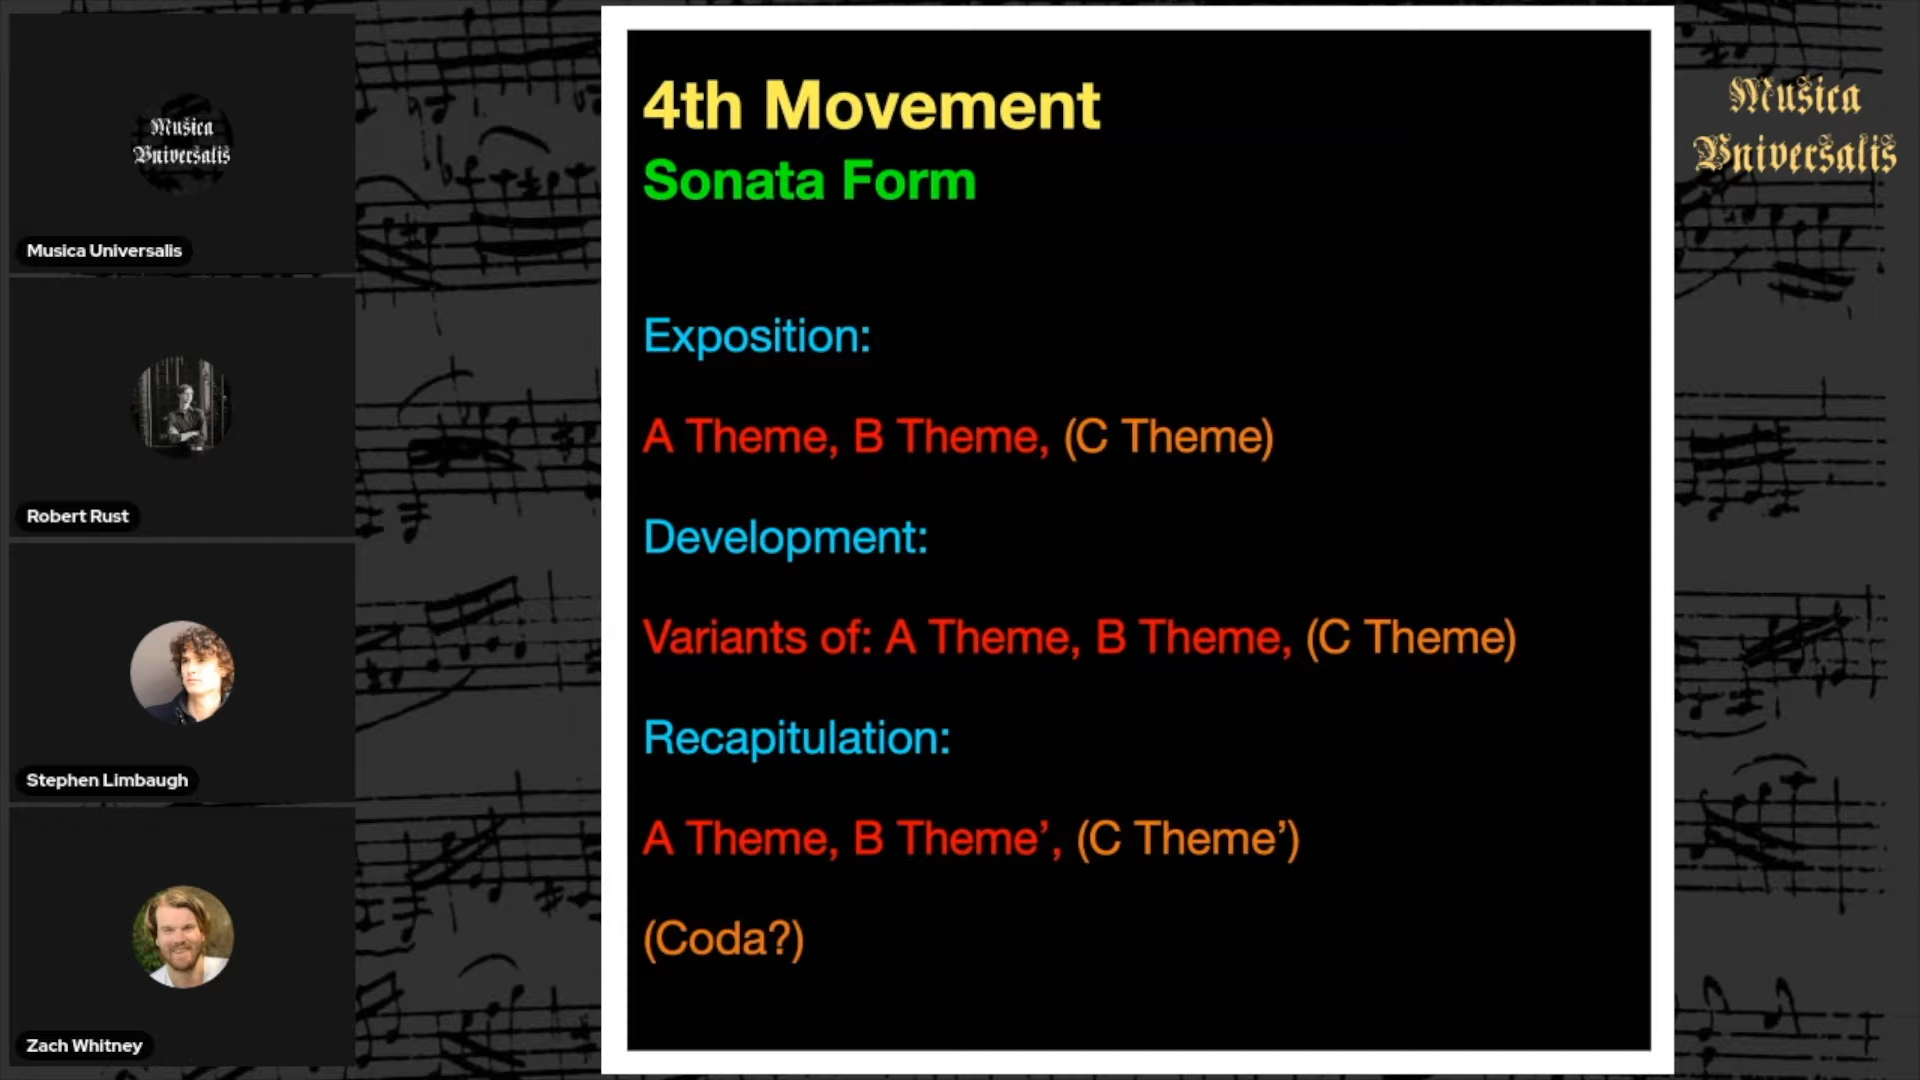 Musica
Universalis
Musica Universalis
Robert Rust
Stephen Limbaugh
Zach Whitney
4th Movement
Sonata Form
Exposition:
A Theme, B Theme, (C Theme)
Development:
Variants of: A Theme, B Theme, (C Theme)
Recapitulation:
A Theme, B Theme’, (C Theme’)
(Coda?)
Musica
Universalis